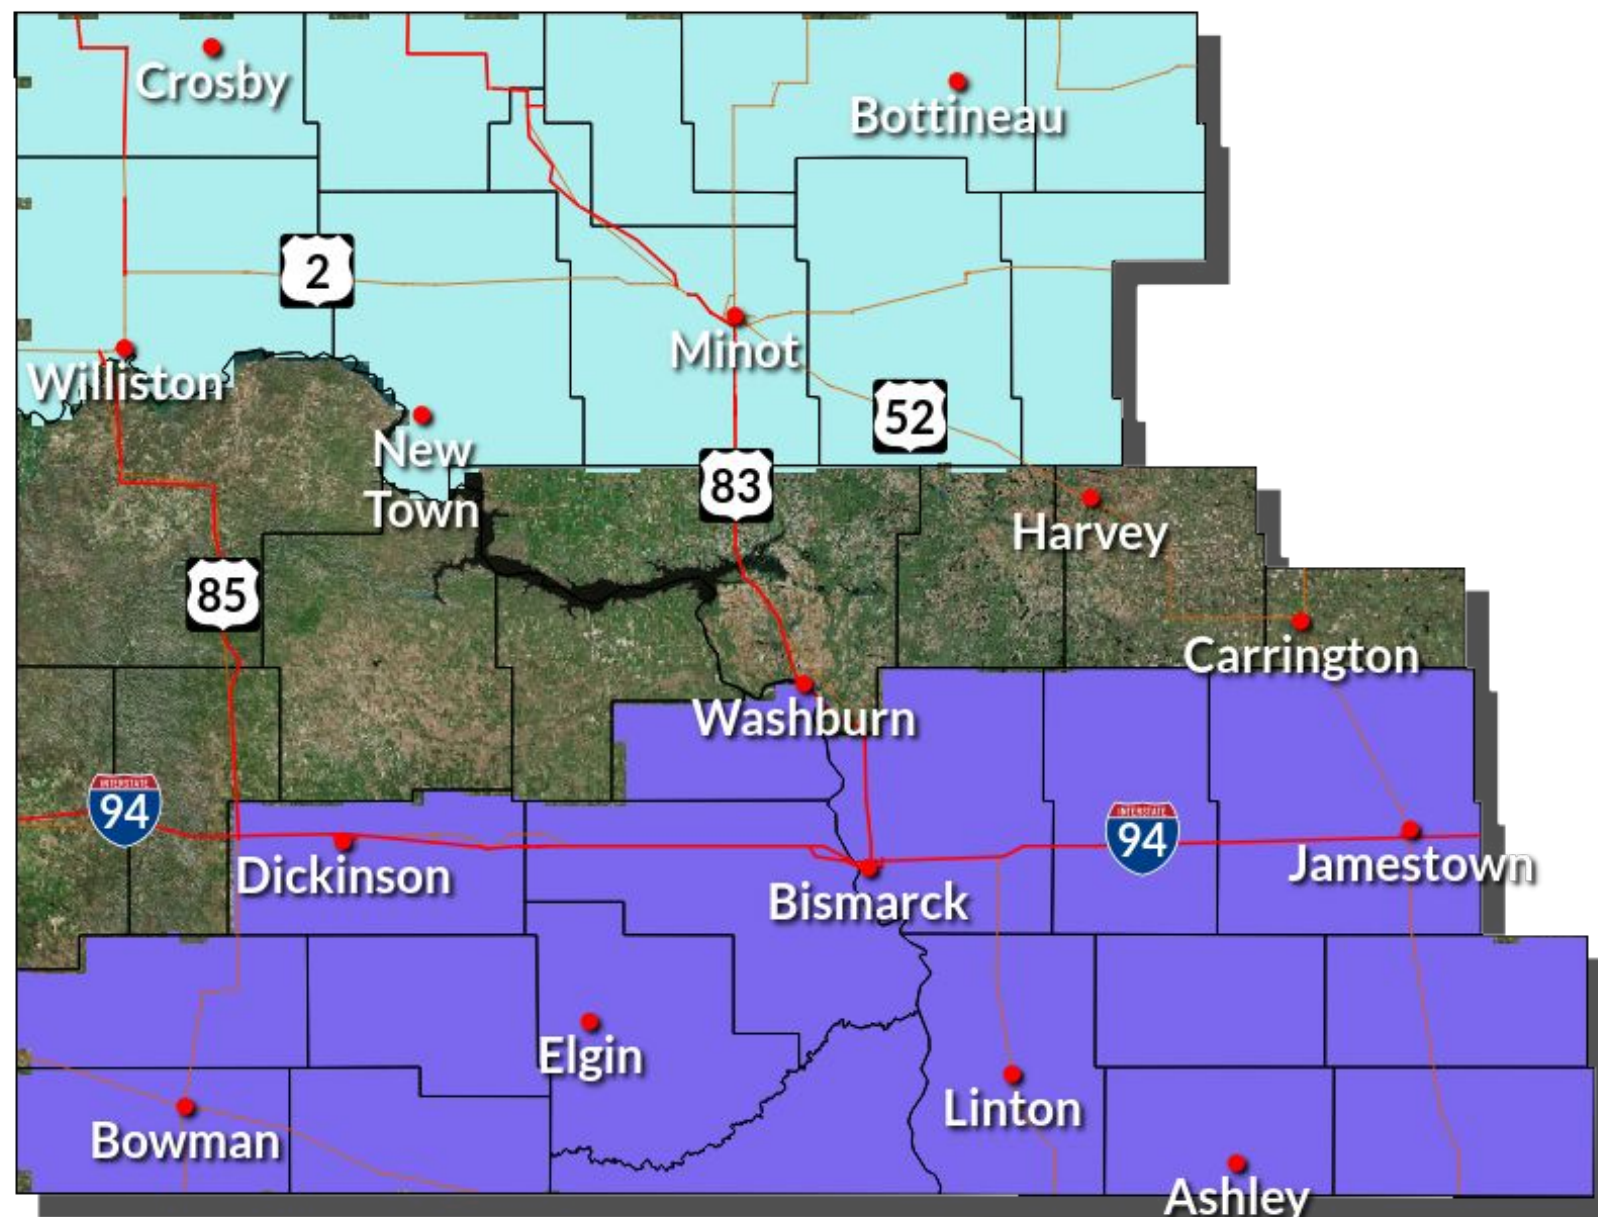 Crosby
Bottineau
2
Minot
Williston
52
New
Town
83
Harvey
85
Carrington
Washburn
INTERSTATE
94
INTERSTATE
94
Dickinson
Jamestown
Bismarck
Elgin
Linton
Bowman
Ashley